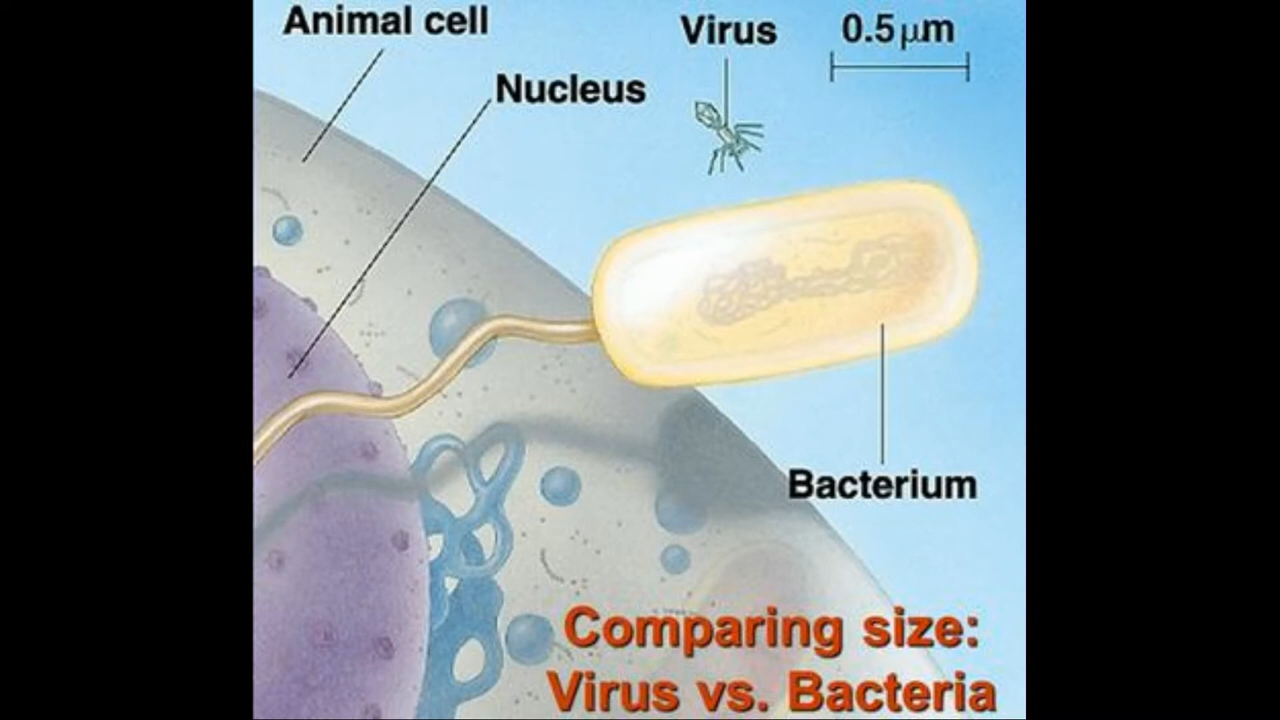 Animal cell
Virus
0.5 µm
Nucleus
Bacterium
Comparing size:
Virus vs. Bacteria